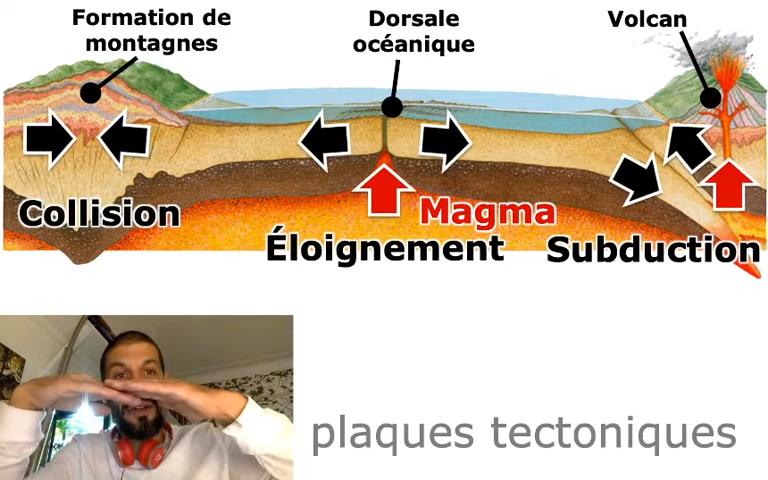 Formation de
montagnes
Dorsale
océanique
Volcan
Collision
Magma
Éloignement
Subduction
plaques tectoniques